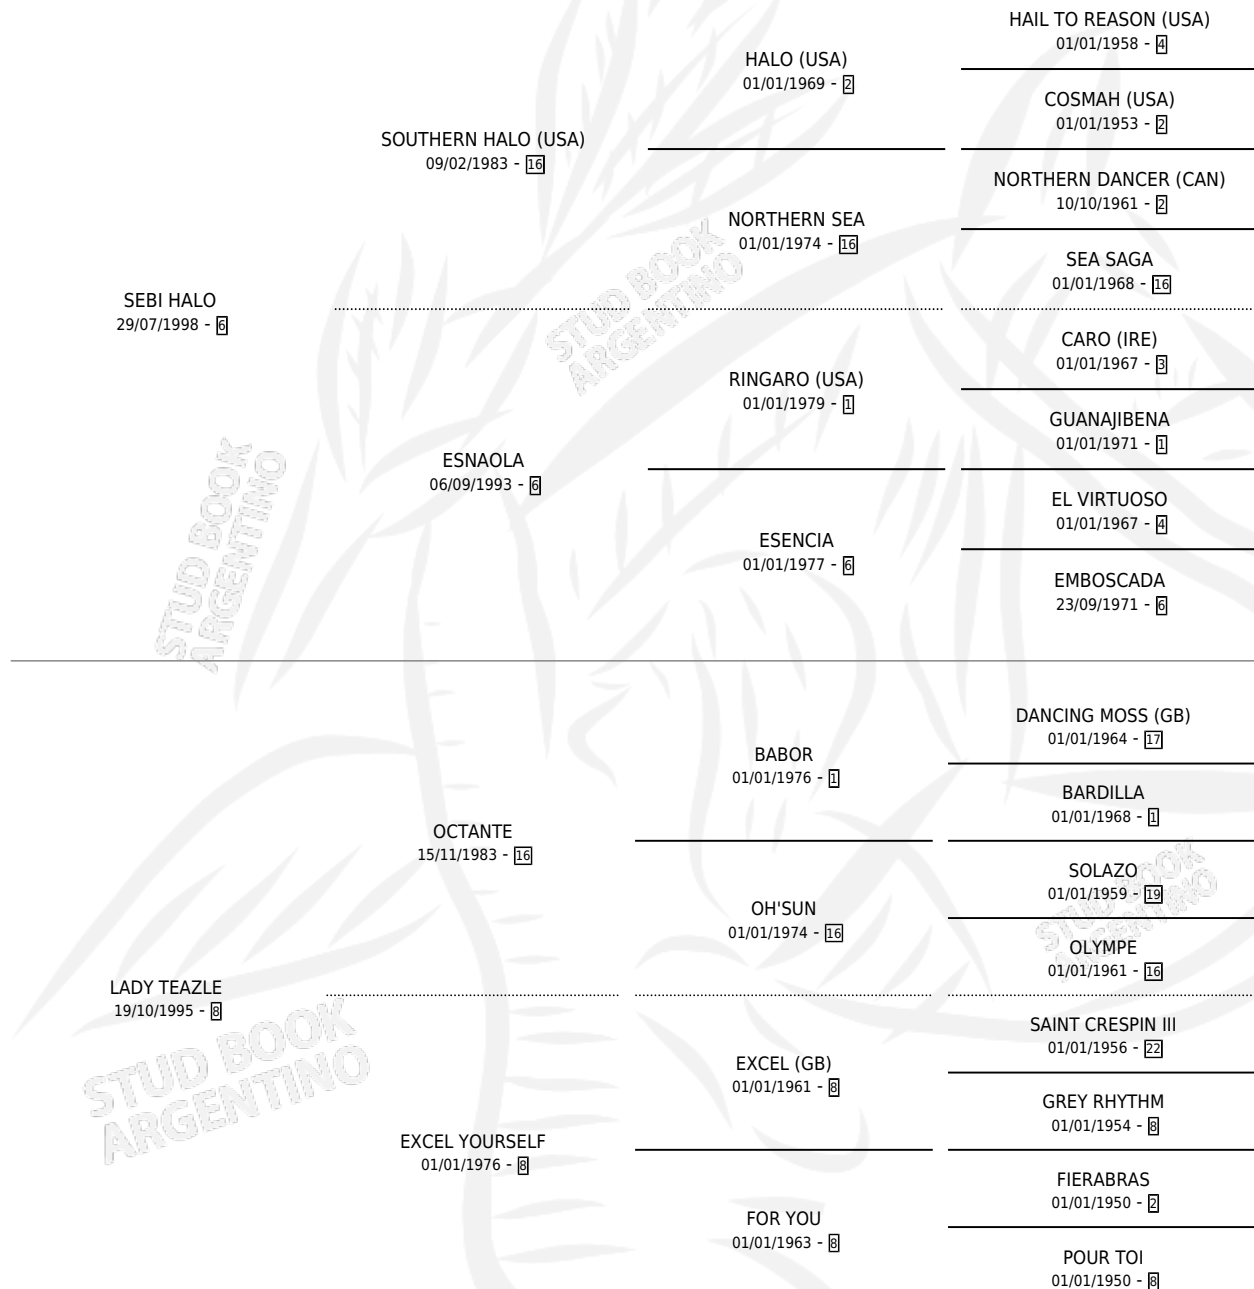 HAIL TO REASON (USA)
01/01/1958 - 4
HALO (USA)
01/01/1969 - 2
COSMAH (USA)
01/01/1953 - 2
SOUTHERN HALO (USA)
09/02/1983 - 16
NORTHERN DANCER (CAN)
10/10/1961 - 2
NORTHERN SEA
01/01/1974 - 16
SEA SAGA
01/01/1968 - 16
STUD BOOK
ARGENTINO
SEBI HALO
29/07/1998 - 6
CARO (IRE)
01/01/1967 - 3
RINGARO (USA)
01/01/1979 - 1
GUANAJIBENA
01/01/1971 - 1
ESNAOLA
06/09/1993 - 6
EL VIRTUOSO
01/01/1967 - 4
ESENCIA
01/01/1977 - 6
EMBOSCADA
23/09/1971 - 6
STUD BOOK
ARGENTINO
DANCING MOSS (GB)
01/01/1964 - 17
BABOR
01/01/1976 - 1
BARDILLA
01/01/1968 - 1
OCTANTE
15/11/1983 - 16
SOLAZO
01/01/1959 - 19
OH'SUN
01/01/1974 - 16
OLYMPE
01/01/1961 - 16
STUD BOOK
ARGENTINO
LADY TEAZLE
19/10/1995 - 8
SAINT CRESPIN III
01/01/1956 - 22
EXCEL (GB)
01/01/1961 - 8
GREY RHYTHM
01/01/1954 - 8
STUD BOOK
ARGENTINO
EXCEL YOURSELF
01/01/1976 - 8
FIERABRAS
01/01/1950 - 2
FOR YOU
01/01/1963 - 8
POUR TOI
01/01/1950 - 8